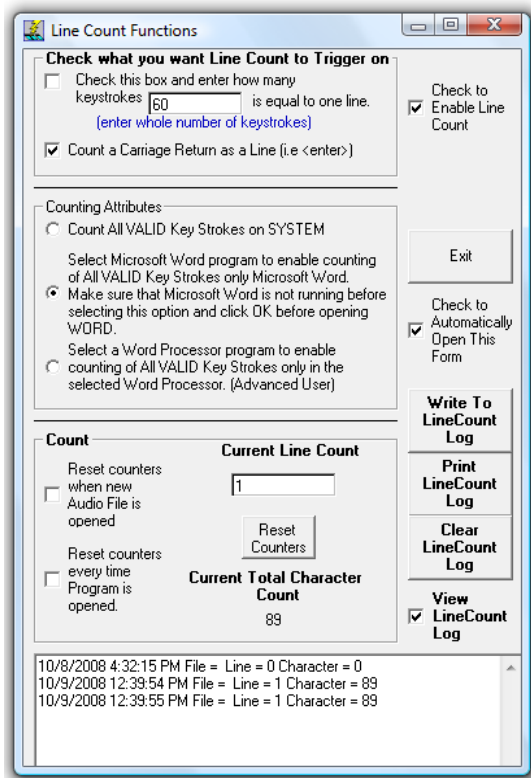 Line Count Functions
Check what you want Line Count to Trigger on
Check this box and enter how many
keystrokes 60 is equal to one line.
(enter whole number of keystrokes)
Count a Carriage Return as a Line (i.e <enter>)
Check to
Enable Line
Count
Counting Attributes
Count All VALID Key Strokes on SYSTEM
Select Microsoft Word program to enable counting
of All VALID Key Strokes only Microsoft Word.
Make sure that Microsoft Word is not running before
selecting this option and click OK before opening
WORD.
Select a Word Processor program to enable
counting of All VALID Key Strokes only in the
selected Word Processor. (Advanced User)
Exit
Check to
Automatically
Open This
Form
Count
Reset counters
when new
Audio File is
opened
Reset counters
every time
Program is
opened.
Current Line Count
1
Reset
Counters
Current Total Character
Count
89
Write To
LineCount
Log
Print
LineCount
Log
Clear
LineCount
Log
View
LineCount
Log
10/8/2008 4:32:15 PM File =  Line = 0 Character = 0
10/9/2008 12:39:54 PM File =  Line = 1 Character = 89
10/9/2008 12:39:55 PM File =  Line = 1 Character = 89